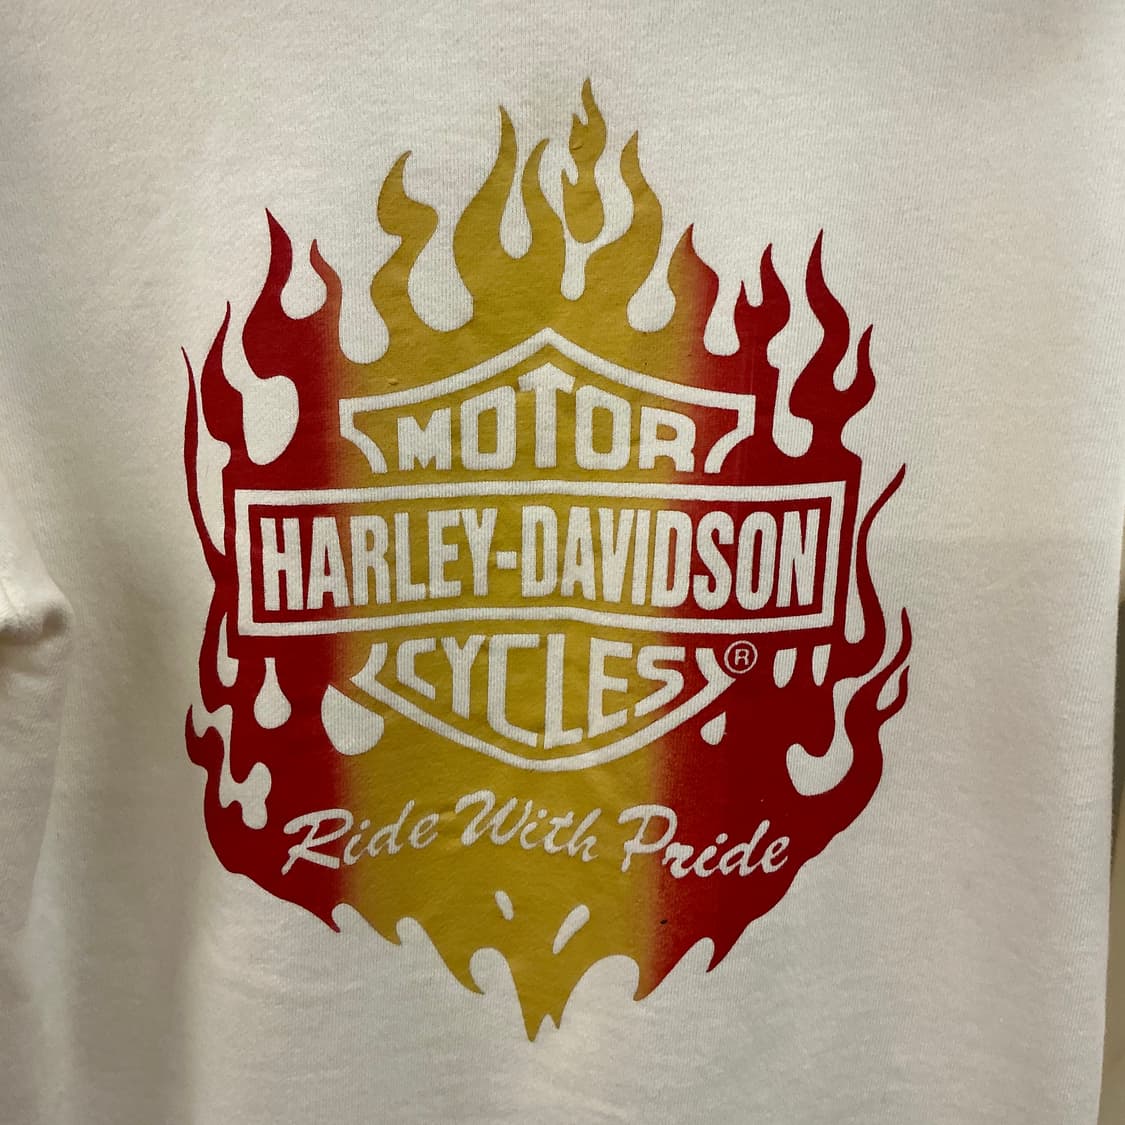 MOTOR
HARLEY-DAVIDSON
CYCLES ®
Ride With Pride